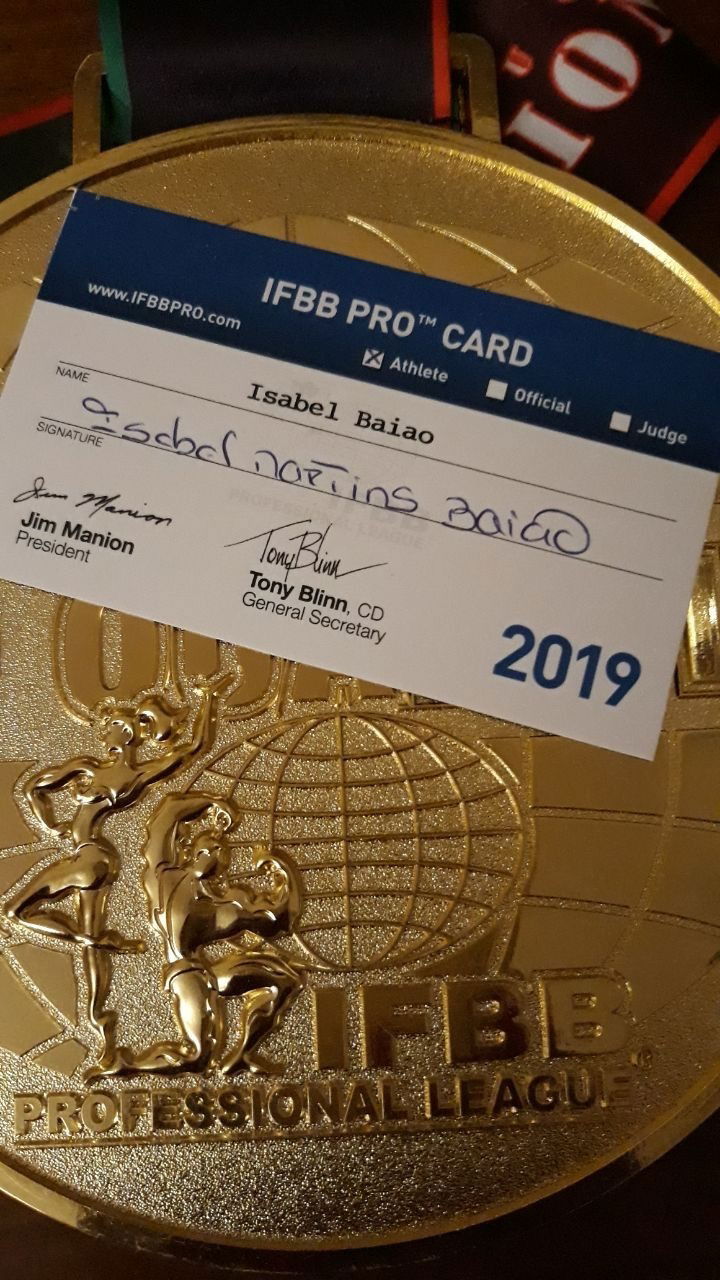 U
ION
IFBB PRO™ CARD
www.IFBBPRO.com
☒ Athlete ☐ Official ☐ Judge
NAME
Isabel Baiao
SIGNATURE
Isabel Martins Baiao
Jim Manion
Tony Blinn
Jim Manion
President
Tony Blinn, CD
General Secretary
2019
IFBB
PROFESSIONAL LEAGUE